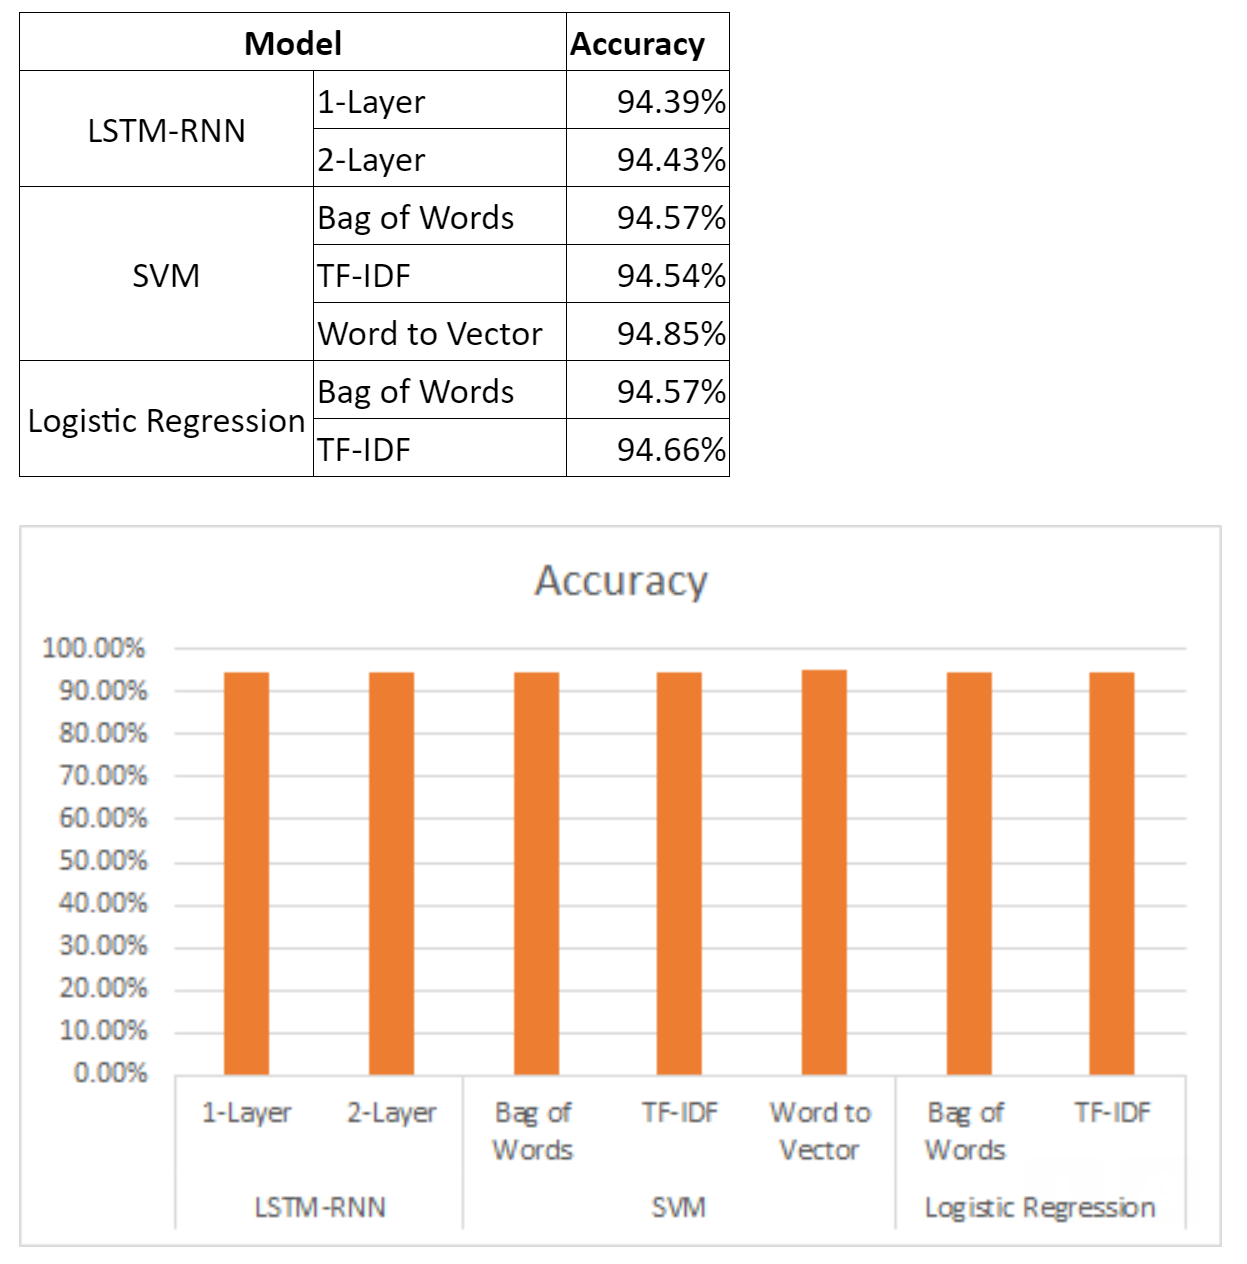 Model Accuracy
LSTM-RNN
1-Layer 94.39%
2-Layer 94.43%
SVM
Bag of Words 94.57%
TF-IDF 94.54%
Word to Vector 94.85%
Logistic Regression
Bag of Words 94.57%
TF-IDF 94.66%
Accuracy
100.00%
90.00%
80.00%
70.00%
60.00%
50.00%
40.00%
30.00%
20.00%
10.00%
0.00%
1-Layer 2-Layer Bag of TF-IDF Word to Bag of TF-IDF
Words Vector Words
LSTM-RNN SVM Logistic Regression